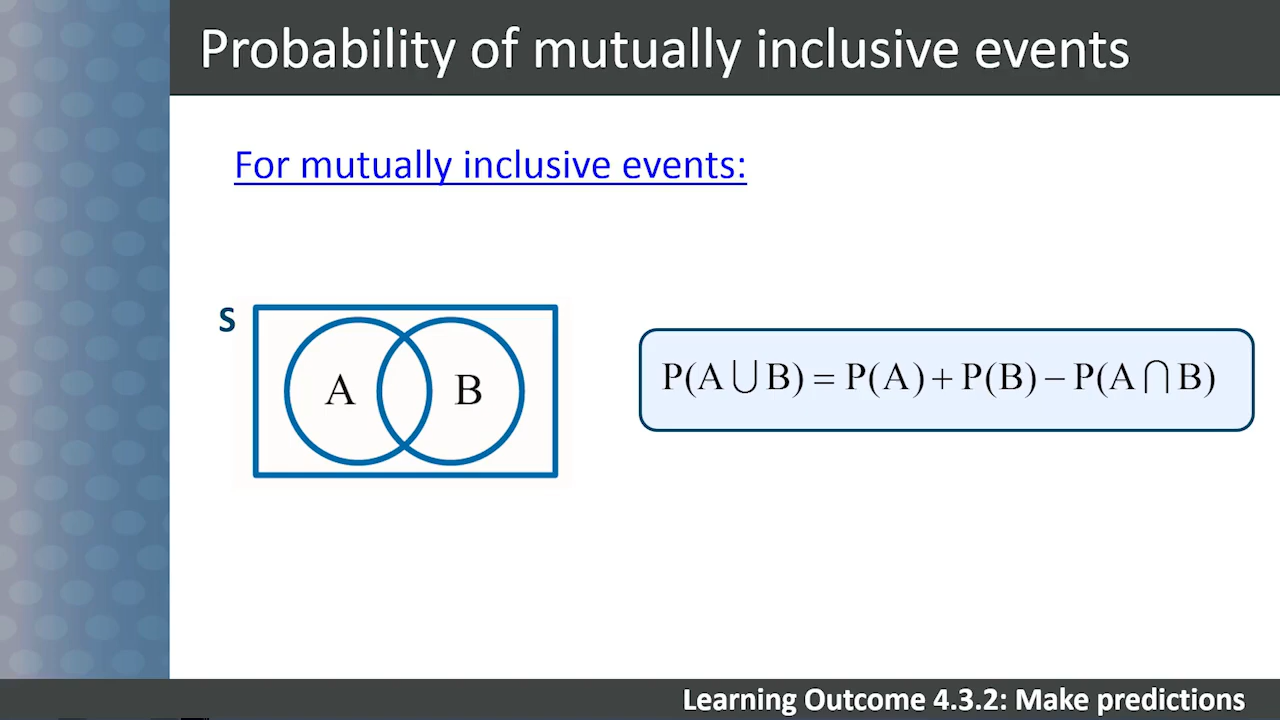 Probability of mutually inclusive events
For mutually inclusive events:
S
A
B
P(A ⋃ B) = P(A) + P(B) − P(A ⋂ B)
Learning Outcome 4.3.2: Make predictions